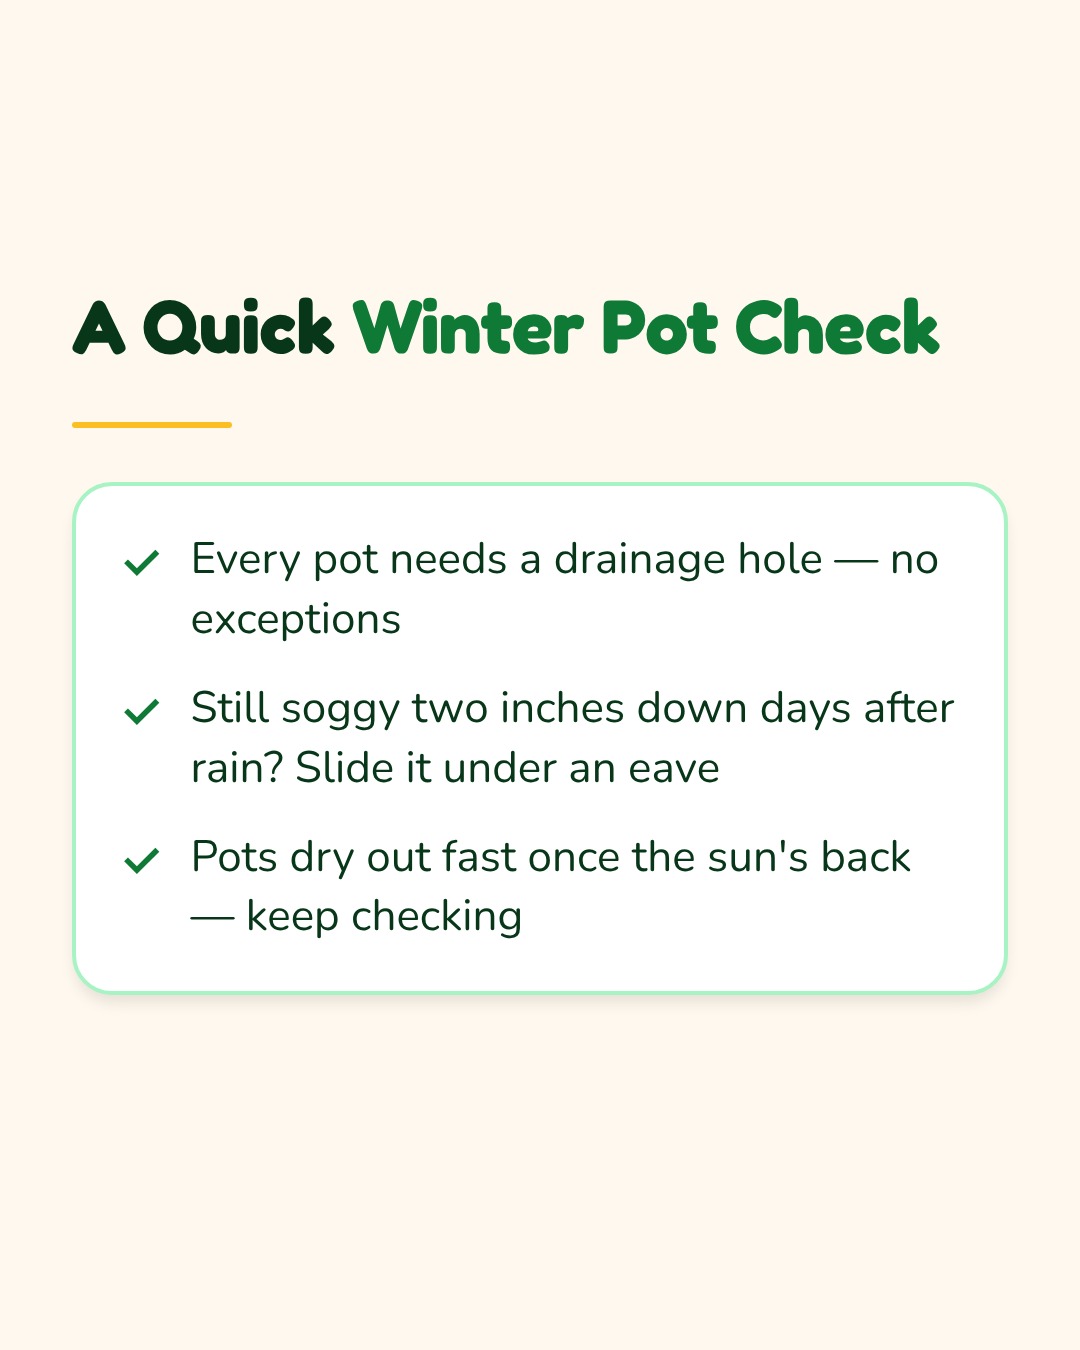 A Quick Winter Pot Check
Every pot needs a drainage hole — no
exceptions
Still soggy two inches down days after
rain? Slide it under an eave
Pots dry out fast once the sun's back
— keep checking